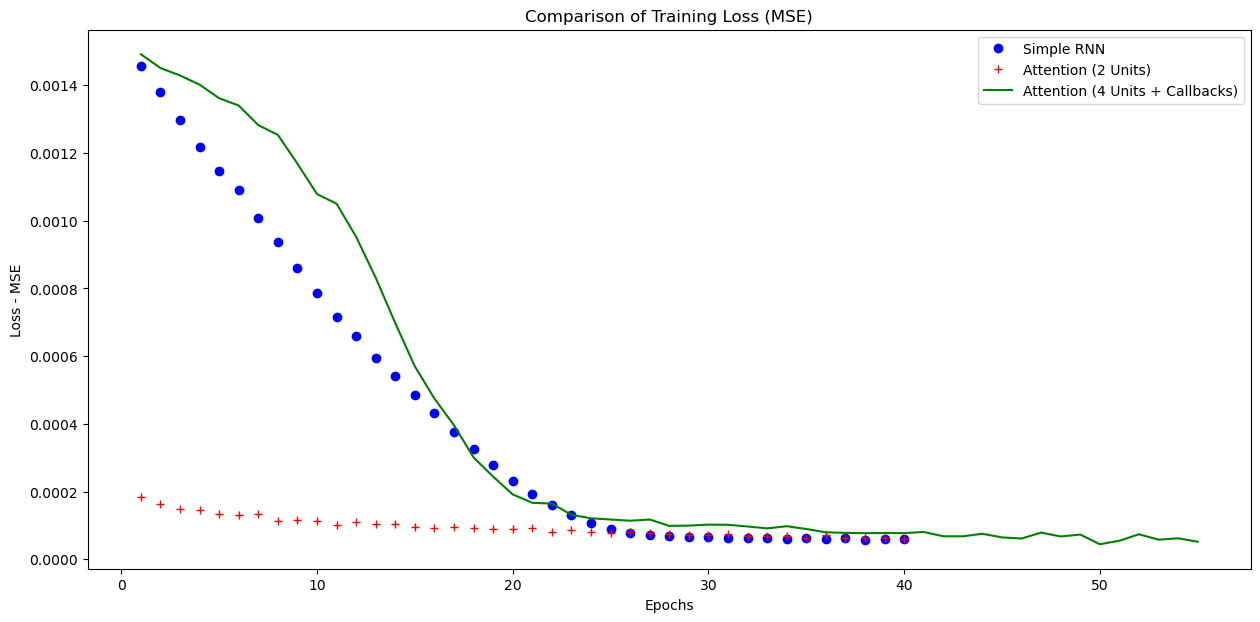 Comparison of Training Loss (MSE)
Simple RNN
Attention (2 Units)
Attention (4 Units + Callbacks)
Loss - MSE
0.0014
0.0012
0.0010
0.0008
0.0006
0.0004
0.0002
0.0000
0 10 20 30 40 50
Epochs